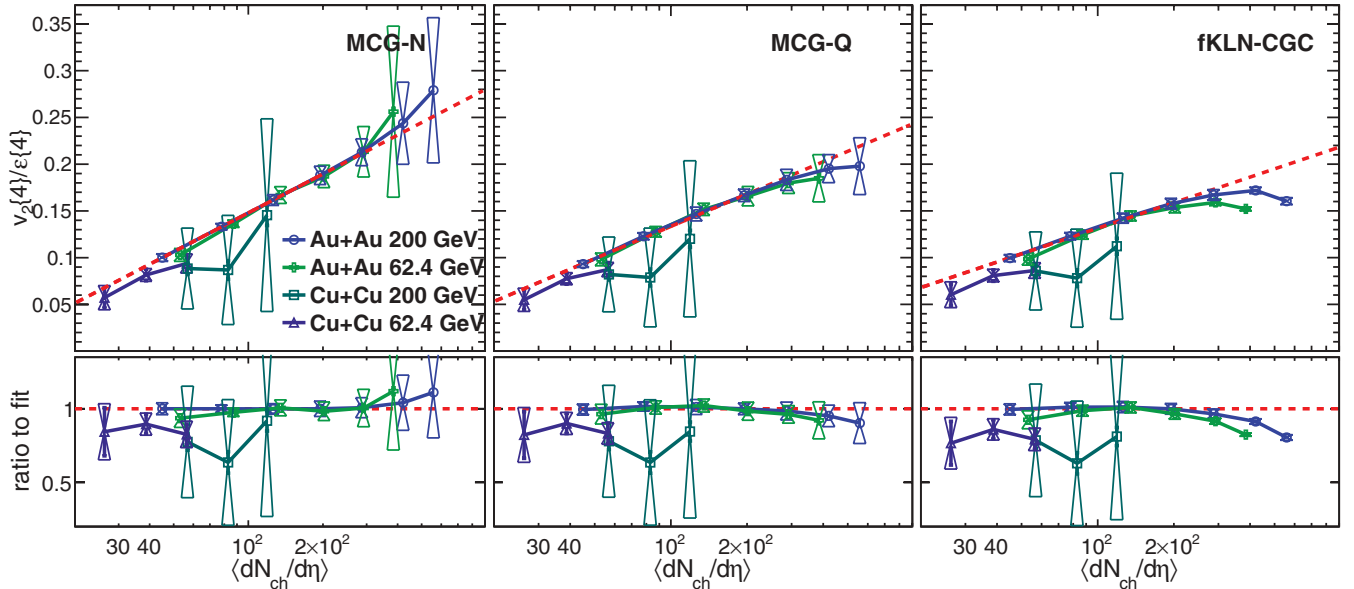 MCG-N MCG-Q fKLN-CGC
v₂{4}/ε{4}
0.35
0.3
0.25
0.2
0.15
0.1
0.05
Au+Au 200 GeV
Au+Au 62.4 GeV
Cu+Cu 200 GeV
Cu+Cu 62.4 GeV
ratio to fit
1
0.5
30 40 10² 2×10² 30 40 10² 2×10² 30 40 10² 2×10²
⟨dN_ch/dη⟩ ⟨dN_ch/dη⟩ ⟨dN_ch/dη⟩